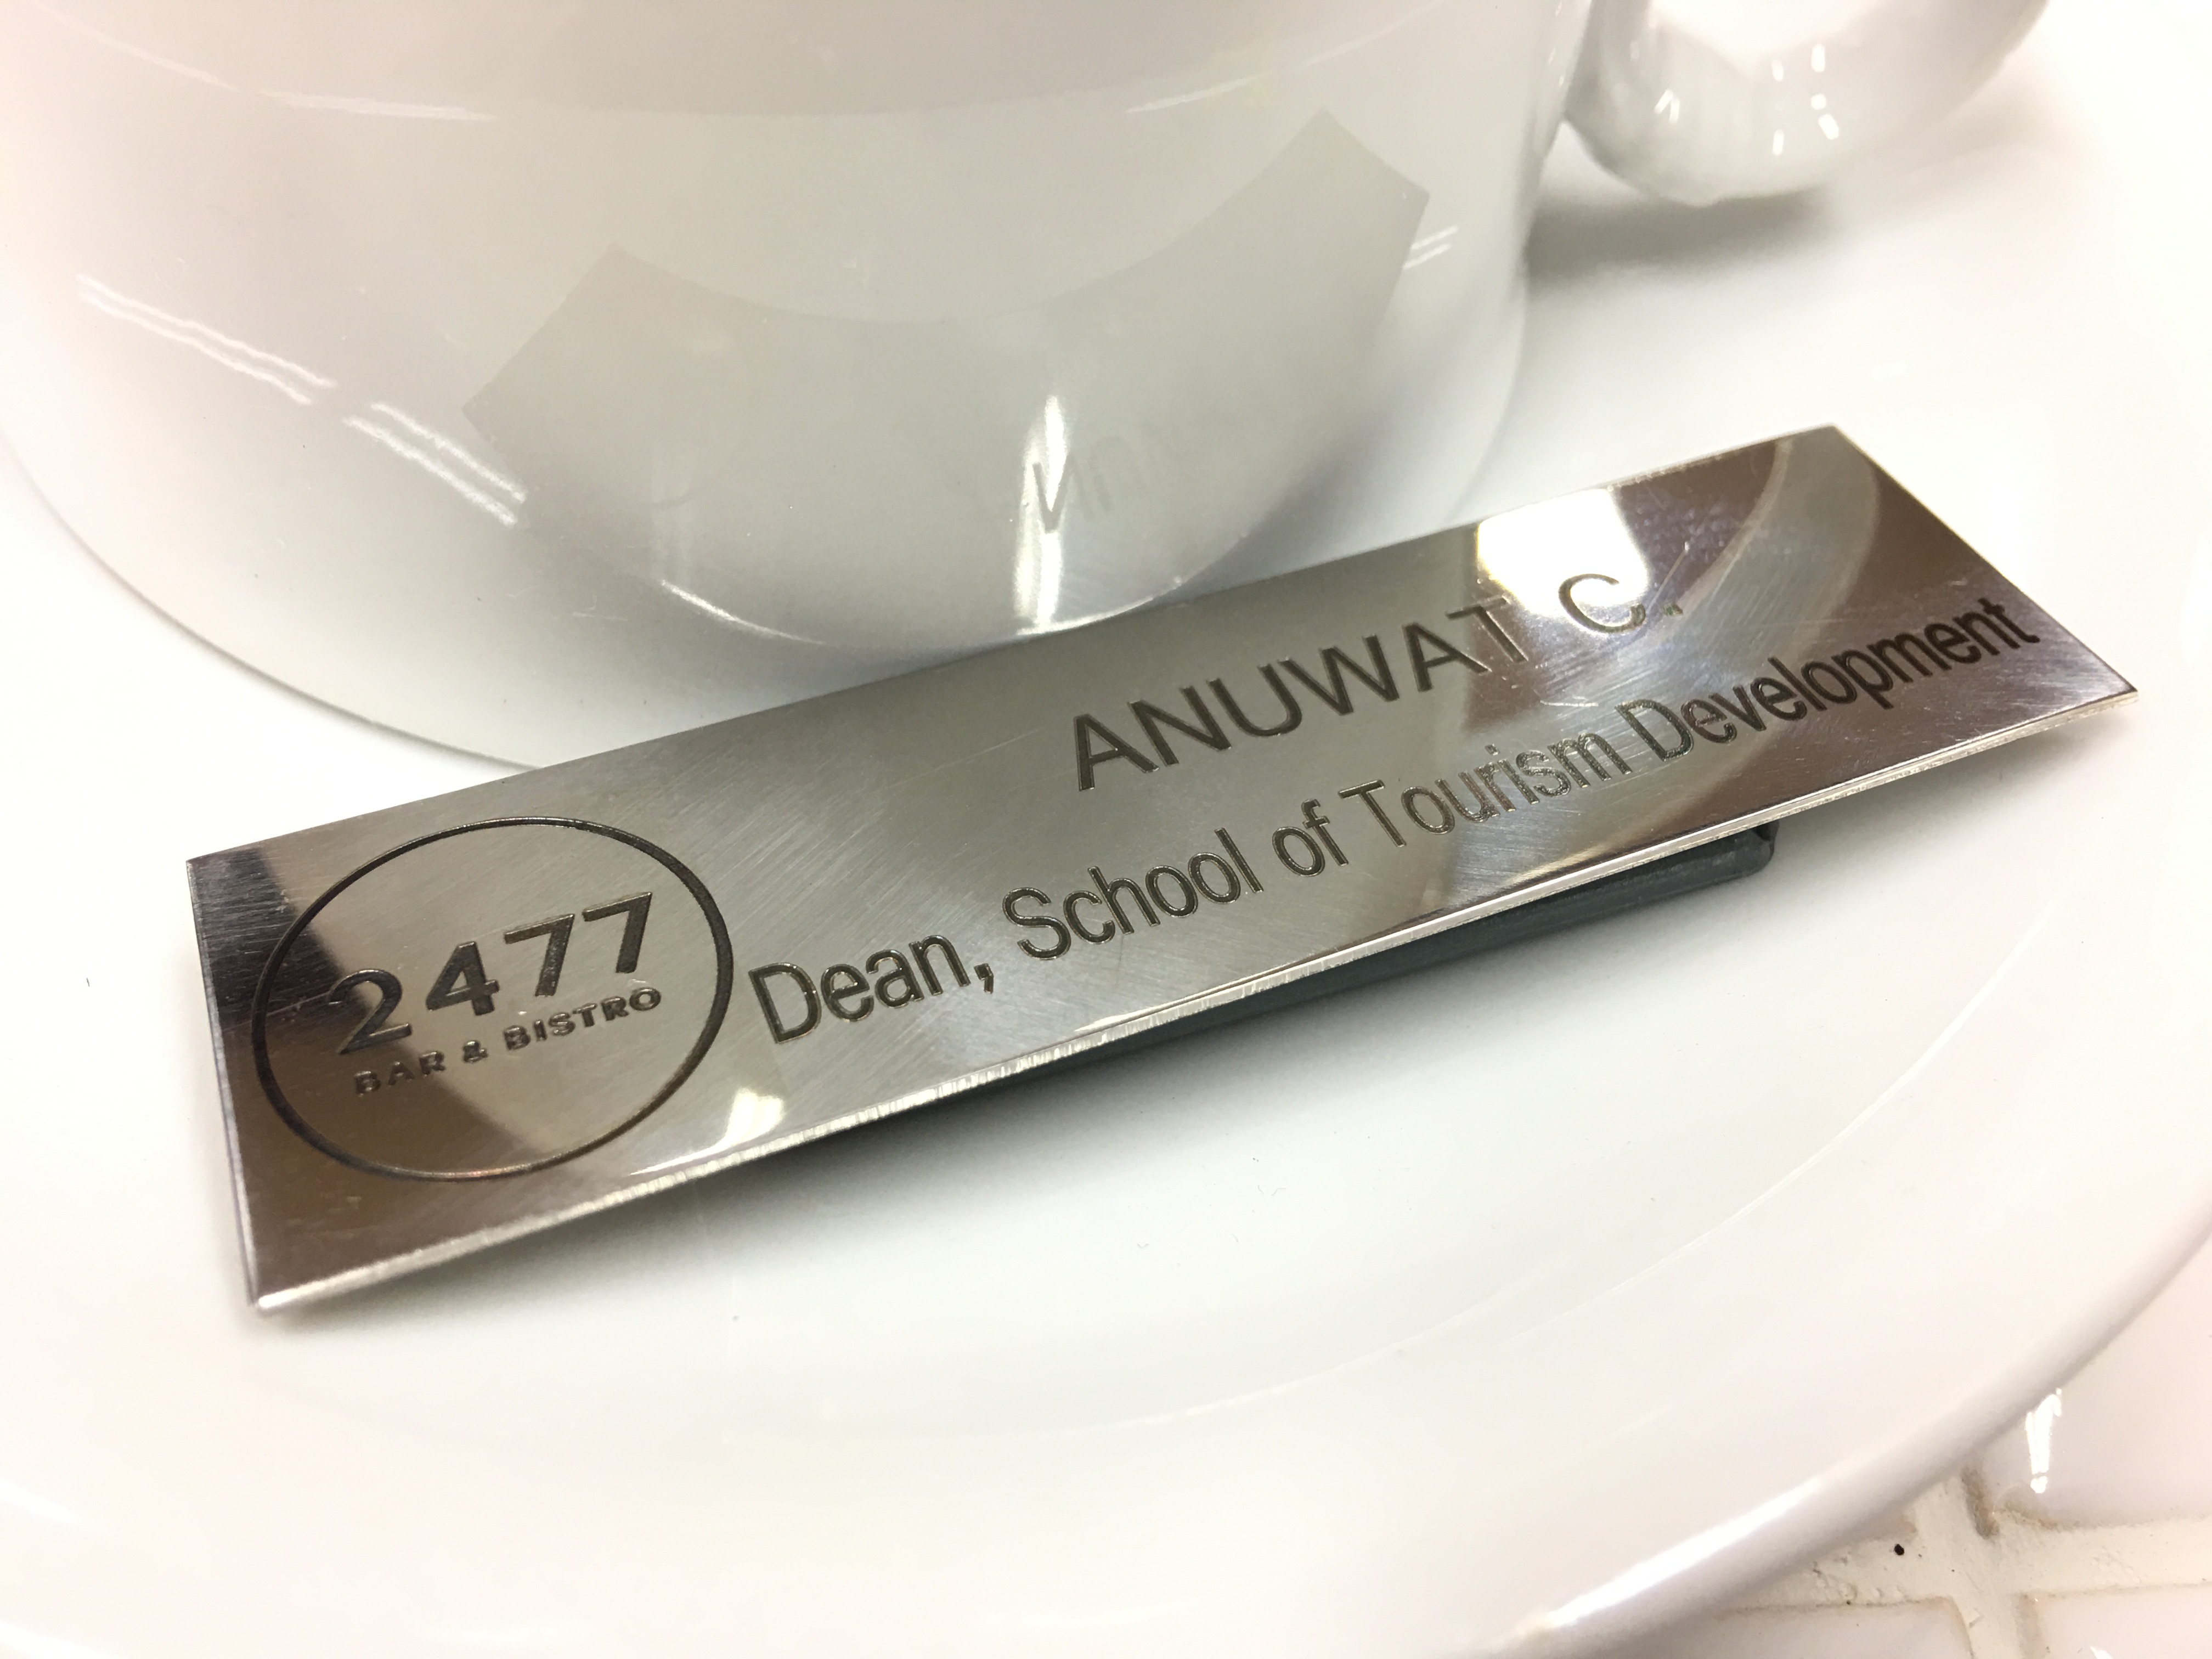 ANUWAT C.
Dean, School of Tourism Development
2477
BAR & BISTRO